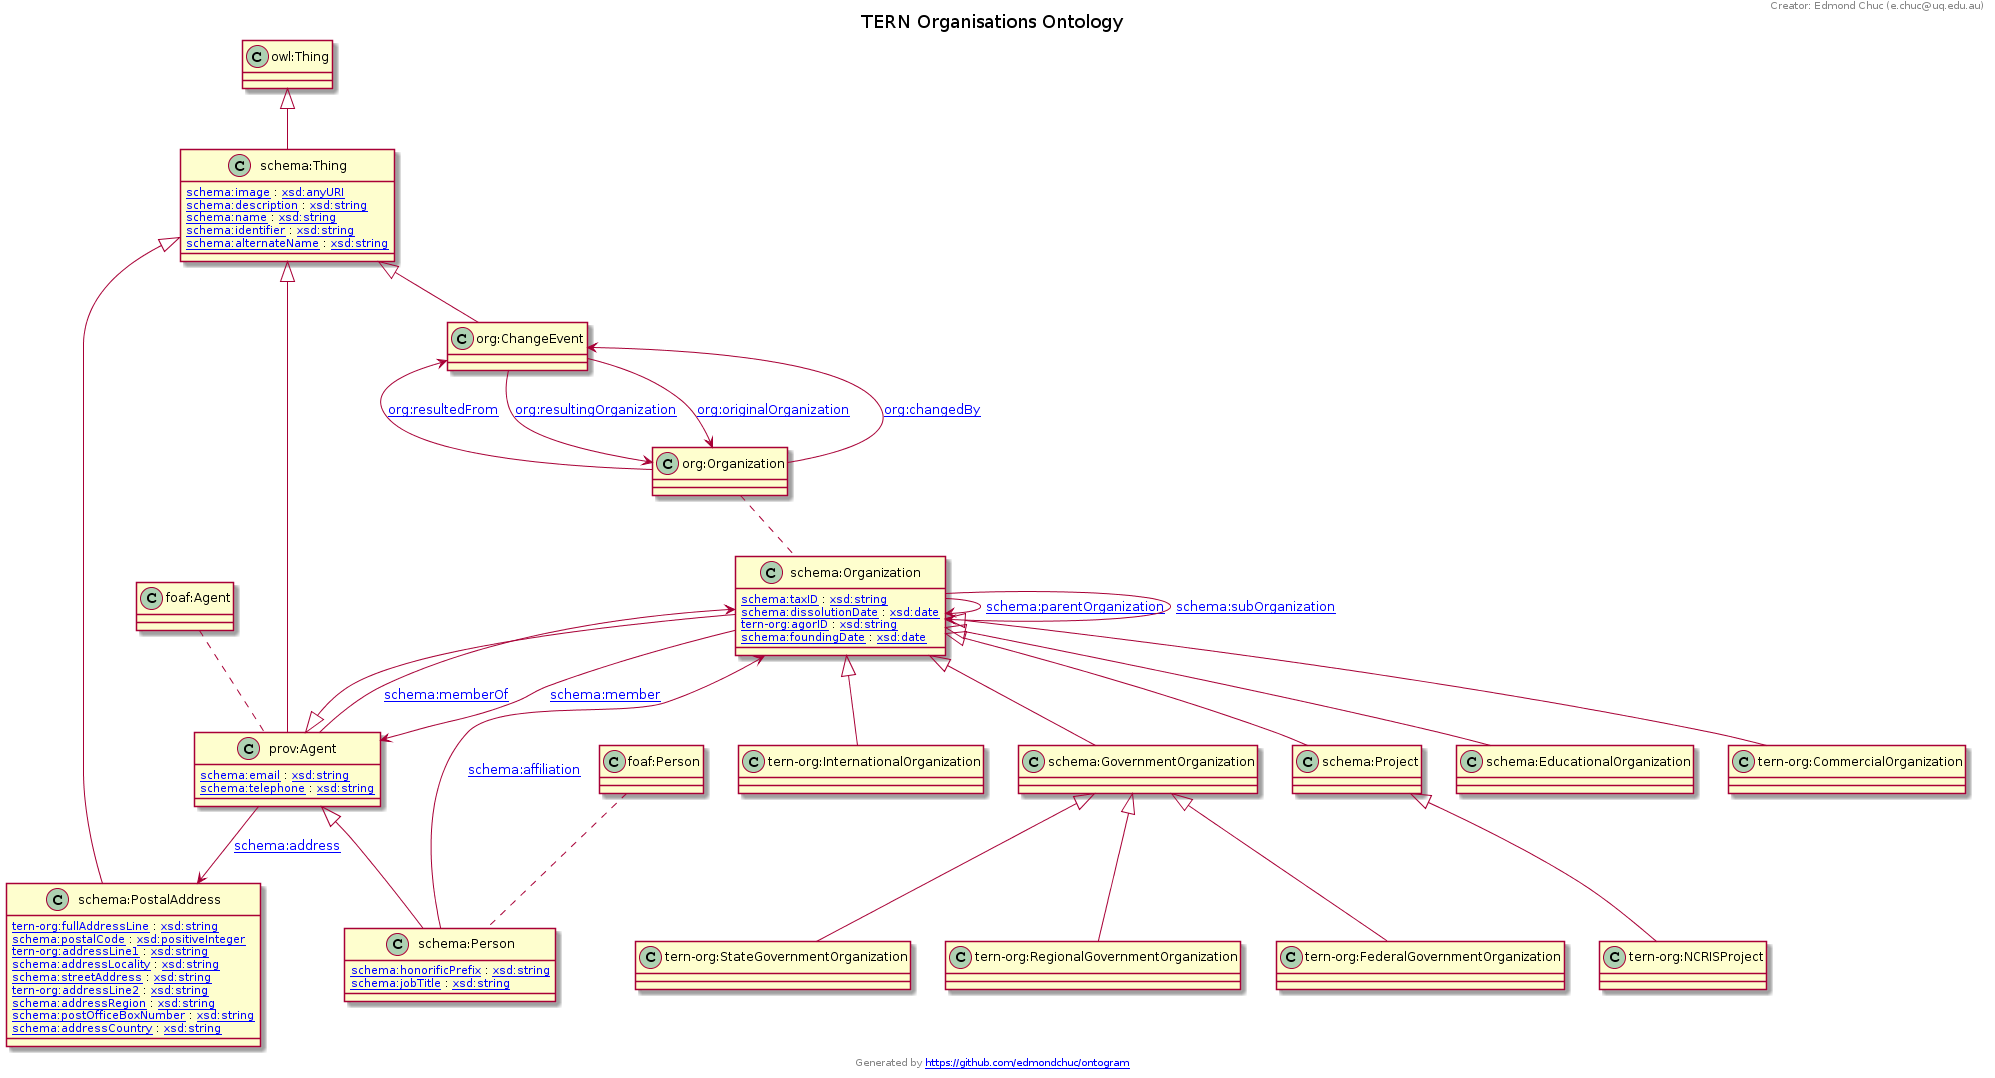 Creator: Edmond Chuc (e.chuc@uq.edu.au)
TERN Organisations Ontology
C owl:Thing
C schema:Thing
schema:image : xsd:anyURI
schema:description : xsd:string
schema:name : xsd:string
schema:identifier : xsd:string
schema:alternateName : xsd:string
C org:ChangeEvent
org:resultedFrom
org:resultingOrganization
org:originalOrganization
org:changedBy
C org:Organization
C schema:Organization
schema:taxID : xsd:string
schema:dissolutionDate : xsd:date
tern-org:agorID : xsd:string
schema:foundingDate : xsd:date
schema:parentOrganization
schema:subOrganization
C foaf:Agent
schema:memberOf
schema:member
C prov:Agent
schema:email : xsd:string
schema:telephone : xsd:string
schema:affiliation
C foaf:Person
C tern-org:InternationalOrganization
C schema:GovernmentOrganization
C schema:Project
C schema:EducationalOrganization
C tern-org:CommercialOrganization
schema:address
C schema:PostalAddress
tern-org:fullAddressLine : xsd:string
schema:postalCode : xsd:positiveInteger
tern-org:addressLine1 : xsd:string
schema:addressLocality : xsd:string
schema:streetAddress : xsd:string
tern-org:addressLine2 : xsd:string
schema:addressRegion : xsd:string
schema:postOfficeBoxNumber : xsd:string
schema:addressCountry : xsd:string
C schema:Person
schema:honorificPrefix : xsd:string
schema:jobTitle : xsd:string
C tern-org:StateGovernmentOrganization
C tern-org:RegionalGovernmentOrganization
C tern-org:FederalGovernmentOrganization
C tern-org:NCRISProject
Generated by https://github.com/edmondchuc/ontogram